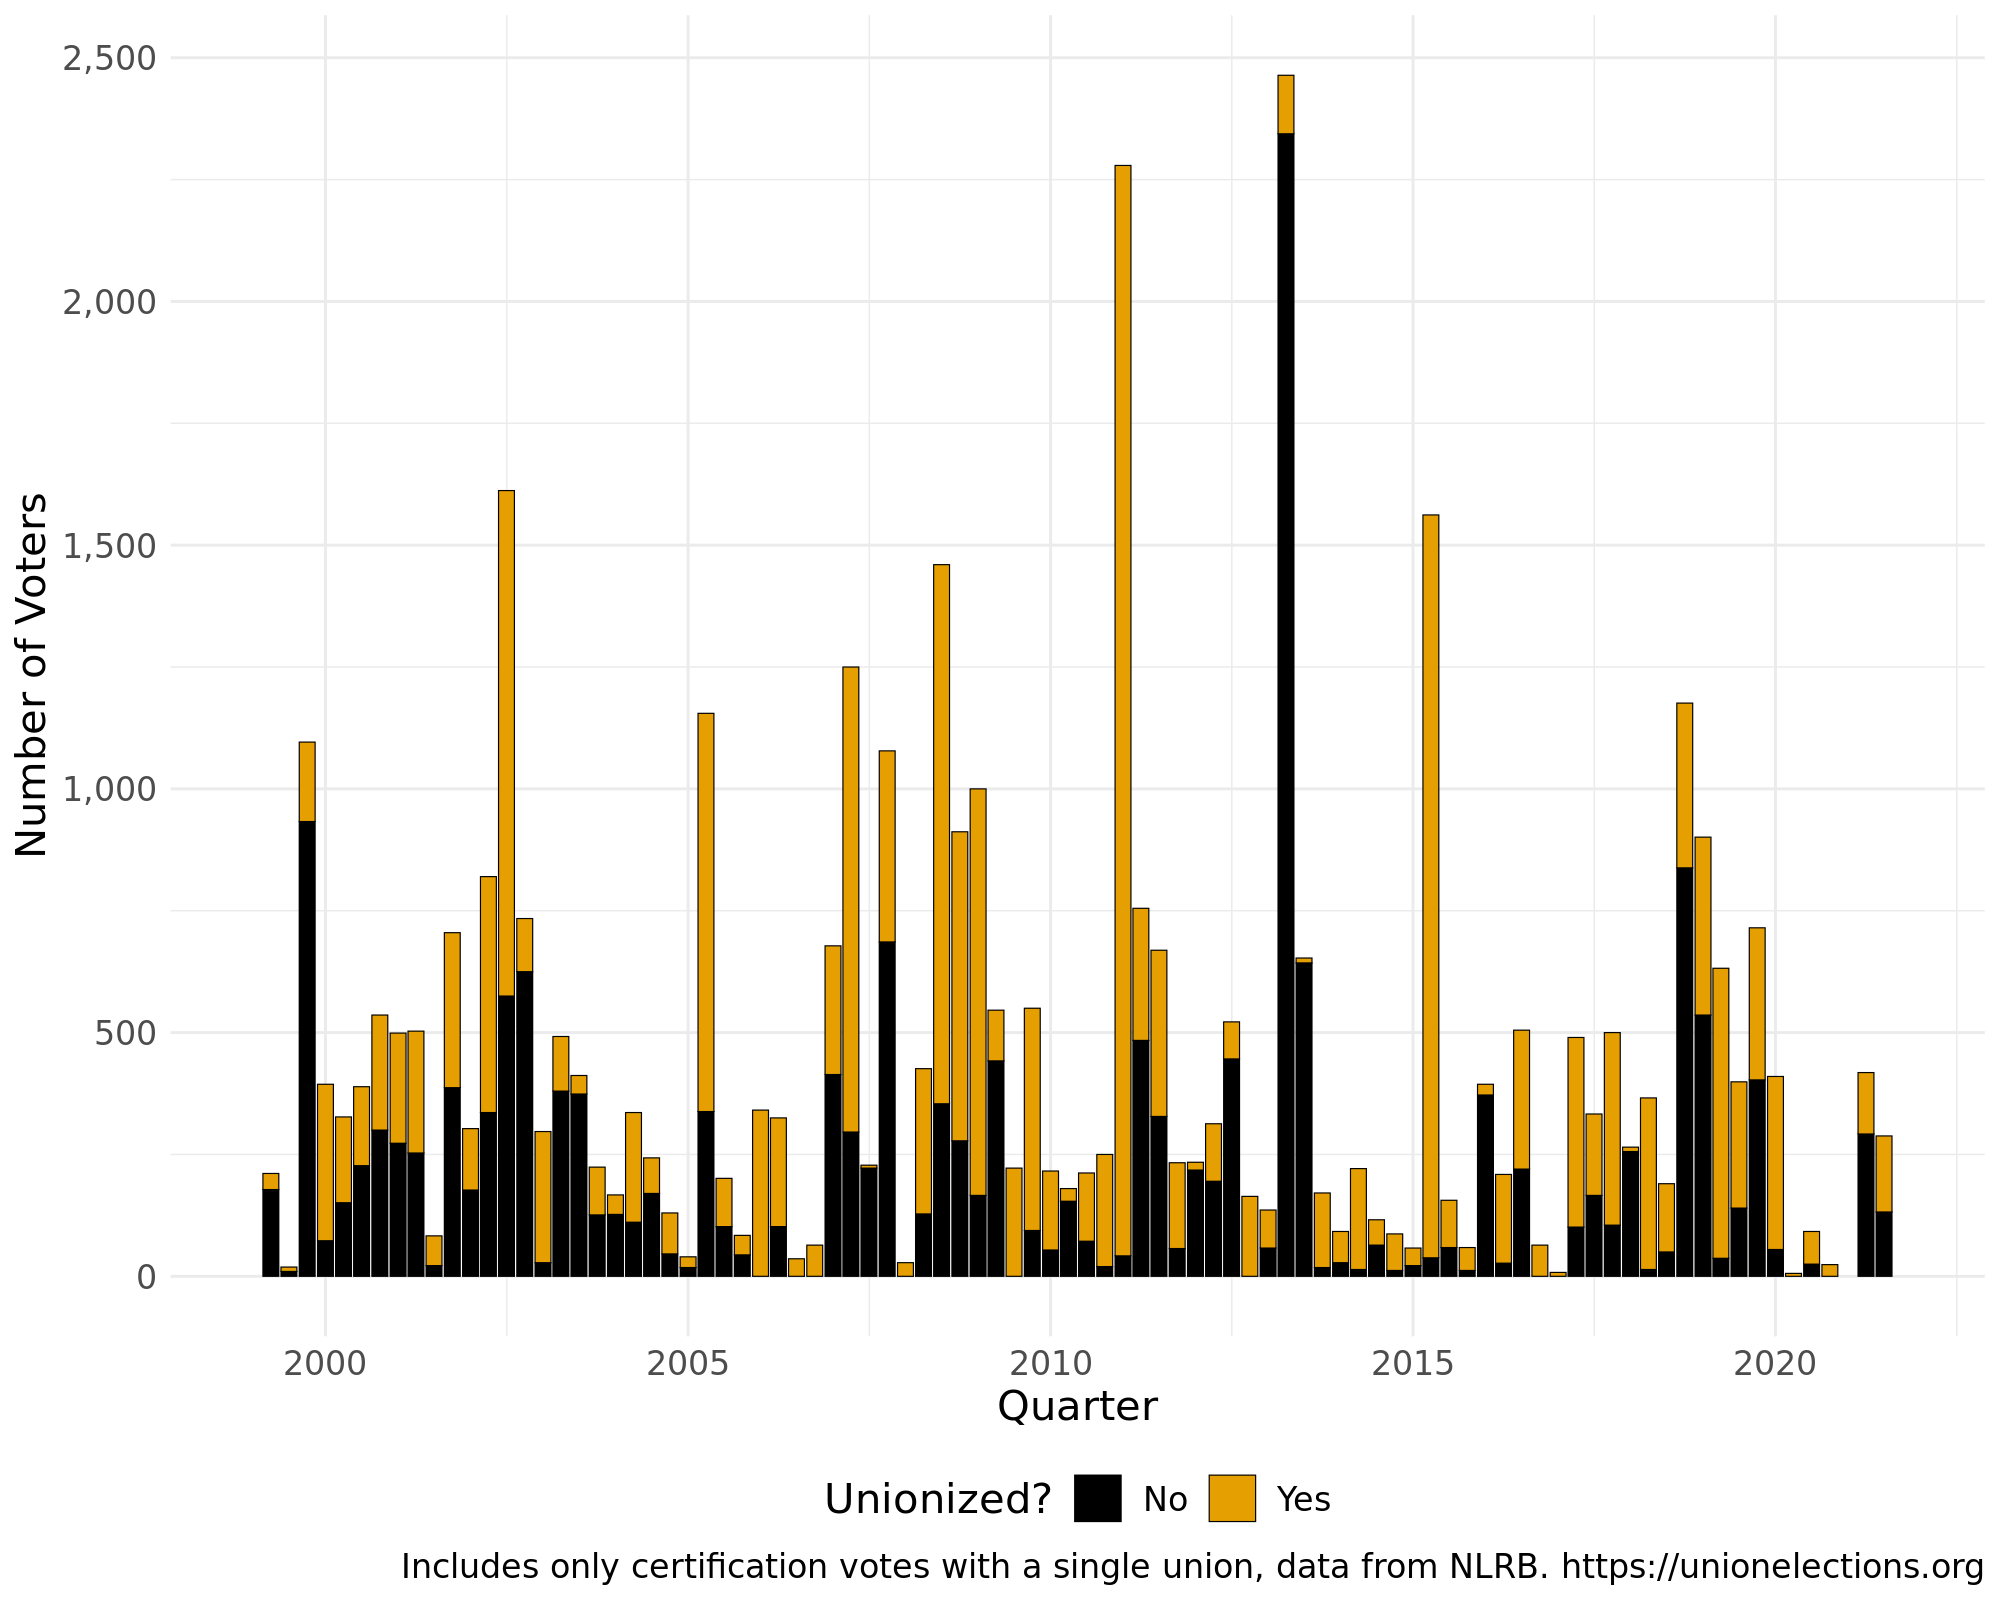 2,500
2,000
1,500
1,000
500
0
Number of Voters
2000 2005 2010 2015 2020
Quarter
Unionized? No Yes
Includes only certification votes with a single union, data from NLRB. https://unionelections.org